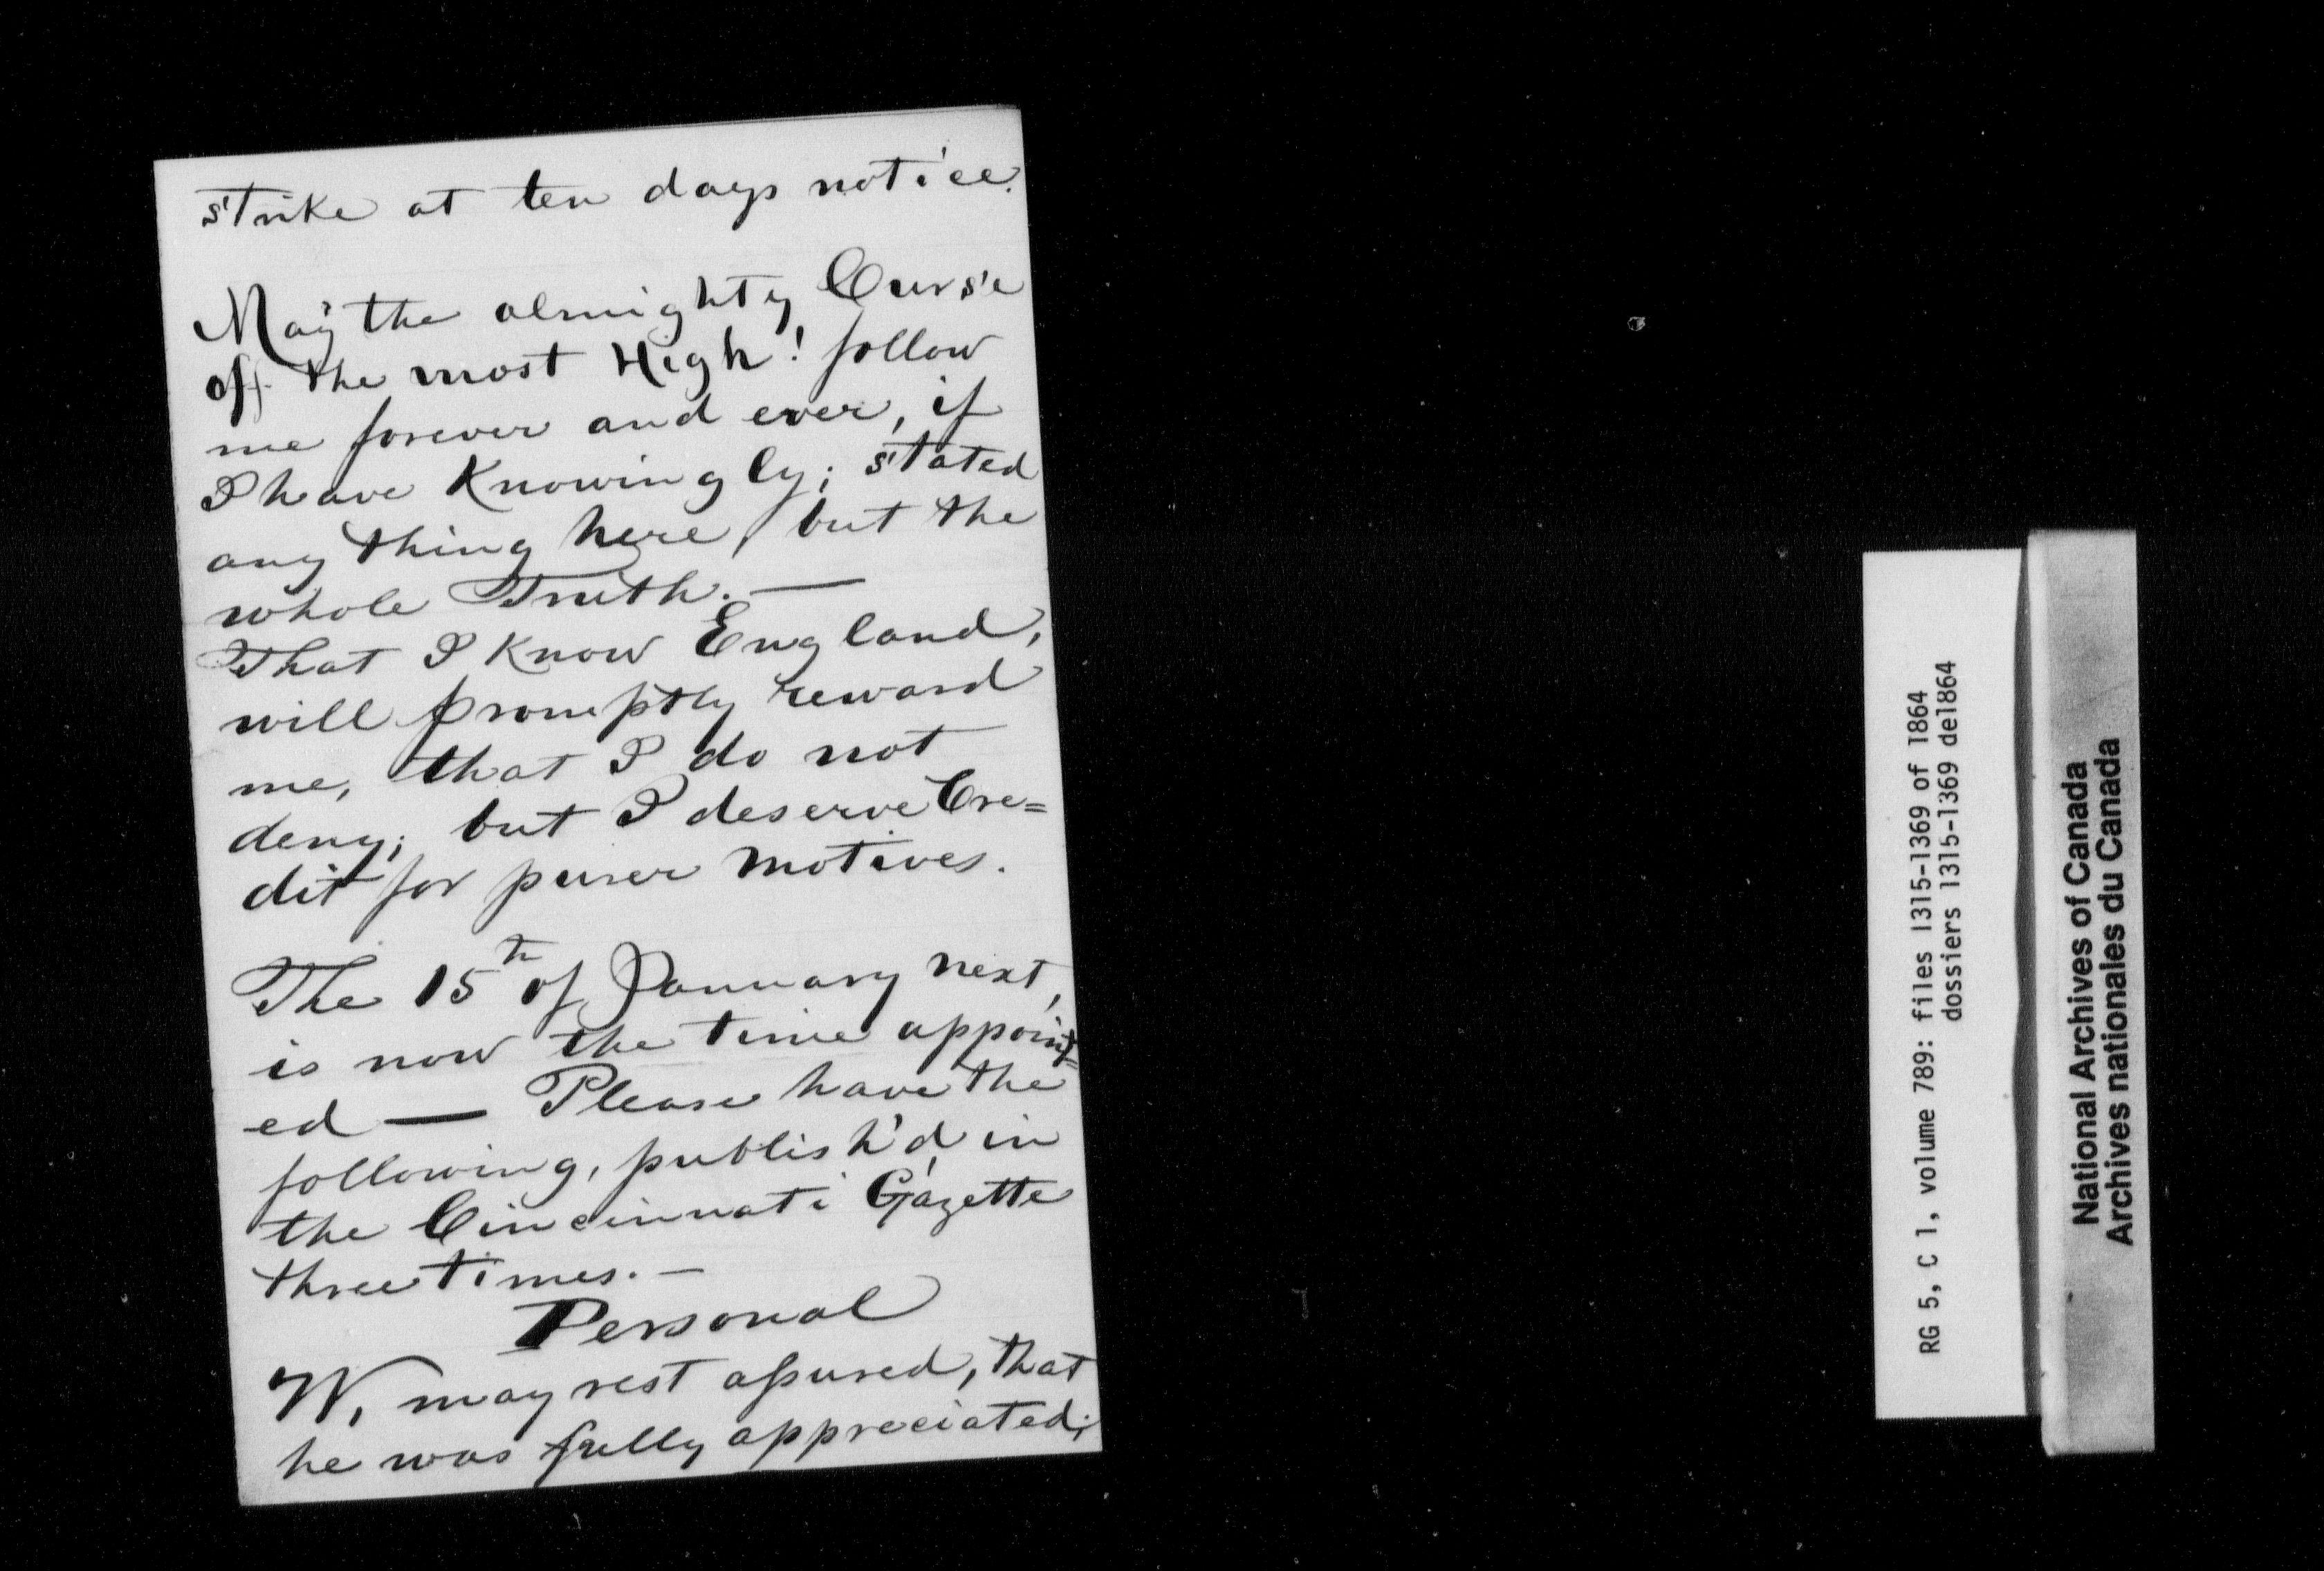 strike at ten days notice.
May the almighty Curse
off the most High! follow
me forever and ever, if
I have Knowingly; stated
any thing here, but the
whole Truth. —
That I Know England,
will promptly reward
me, that I do not
deny; but I deserve Cre=
dit for purer motives.
The 15th of January next,
is now the time appoint=
ed — Please have the
following, publish'd in
the Cincinnati Gazette
three times. —
Personal
W, may rest assured, that
he was fully appreciated;
RG 5, C 1, volume 789: files 1315-1369 of 1864
dossiers 1315-1369 de1864
National Archives of Canada
Archives nationales du Canada